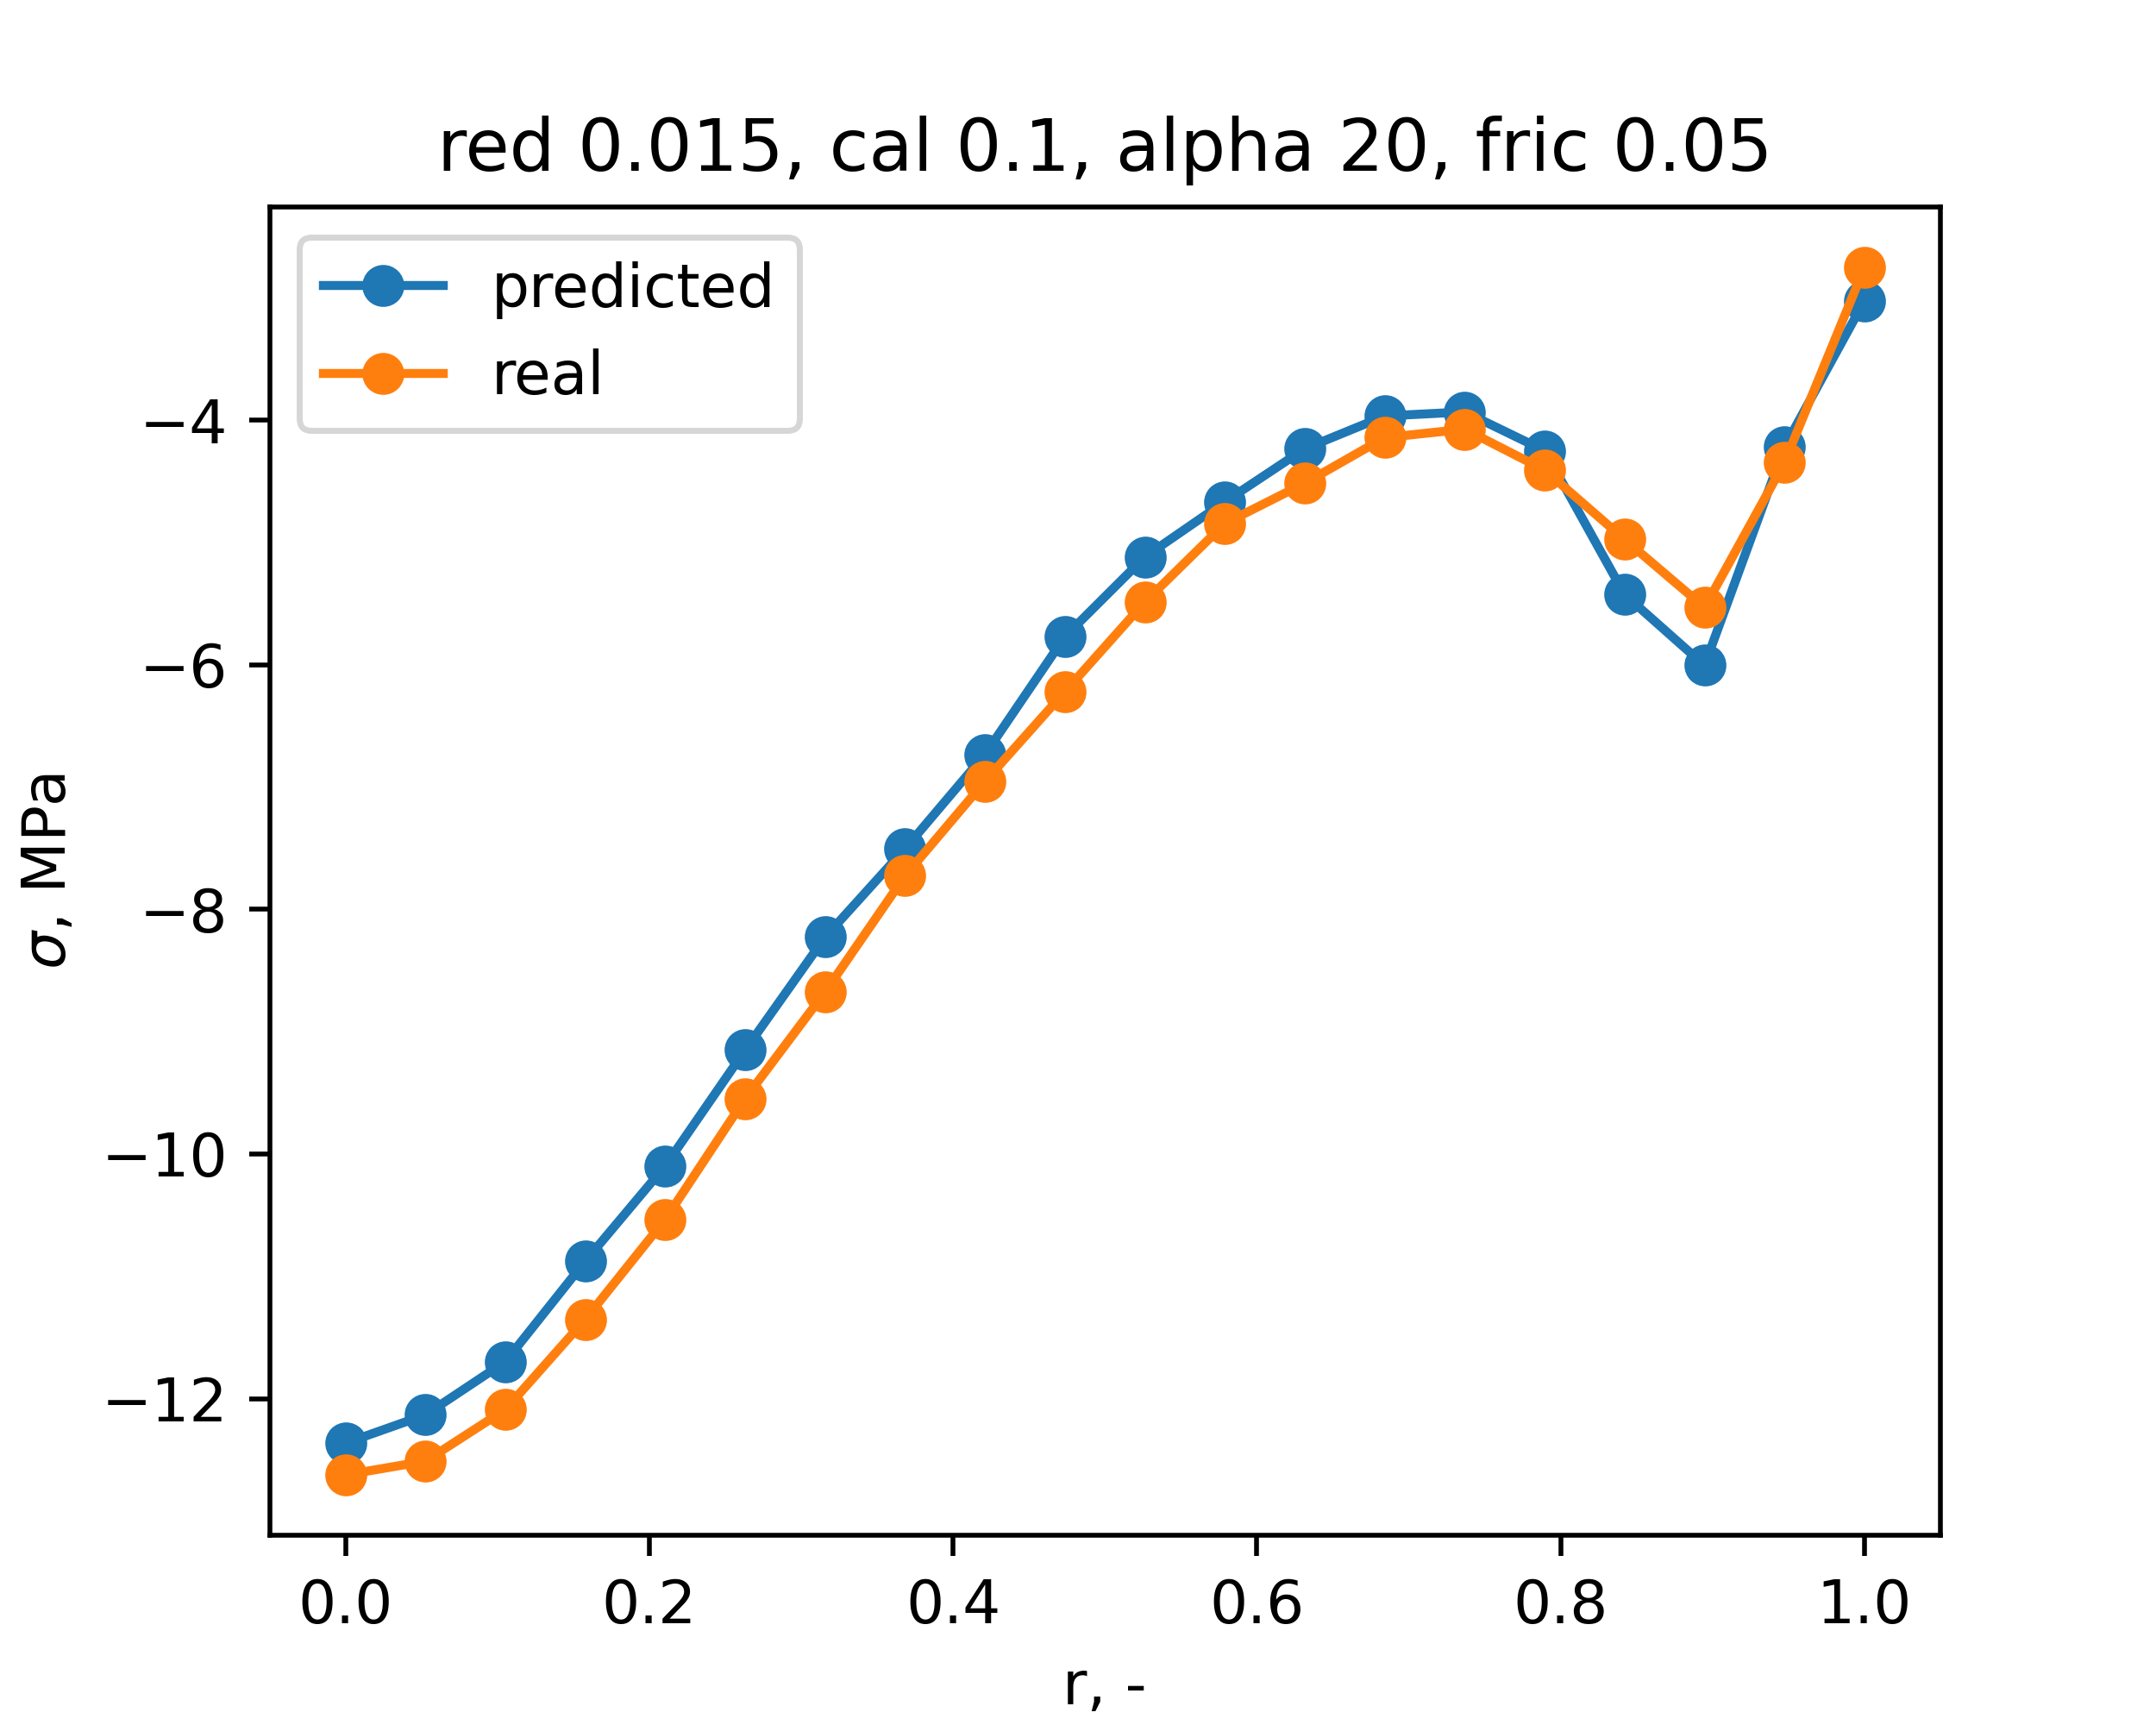 red 0.015, cal 0.1, alpha 20, fric 0.05
predicted
real
−4
−6
−8
−10
−12
σ, MPa
0.0 0.2 0.4 0.6 0.8 1.0
r, -